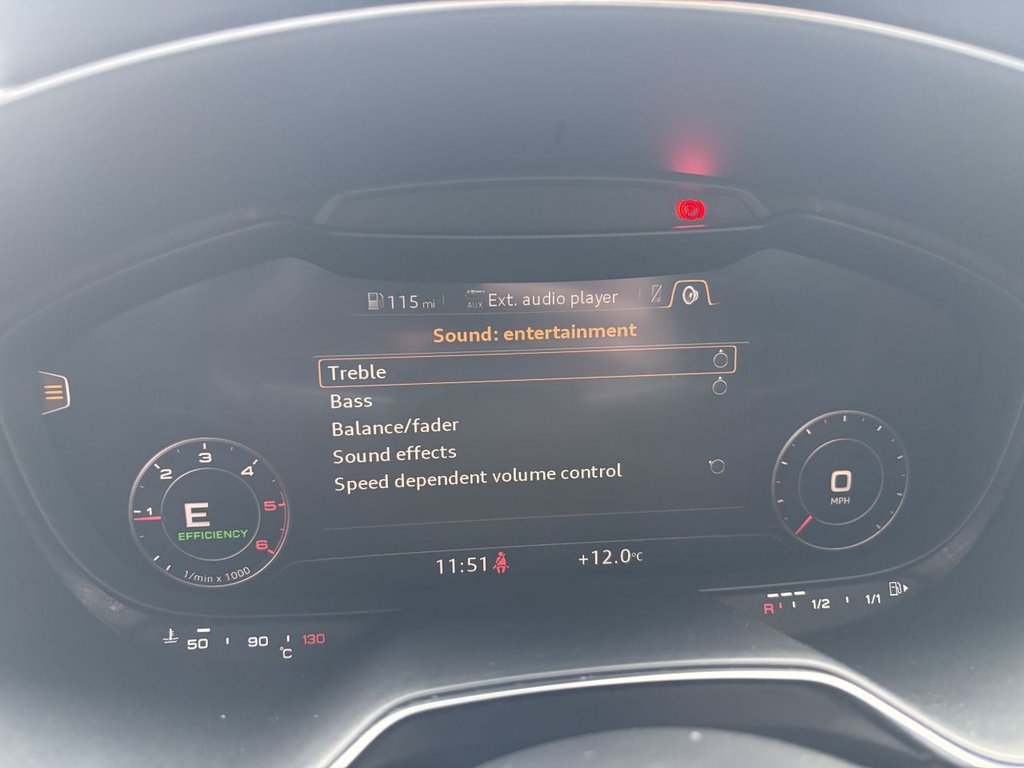 P
115 mi
AUX Ext. audio player
Sound: entertainment
Treble
Bass
Balance/fader
Sound effects
Speed dependent volume control
1 2 3 4 5 6
E
EFFICIENCY
1/min x 1000
0
MPH
11:51
+12.0°C
50 90 130
°C
R 1/2 1/1